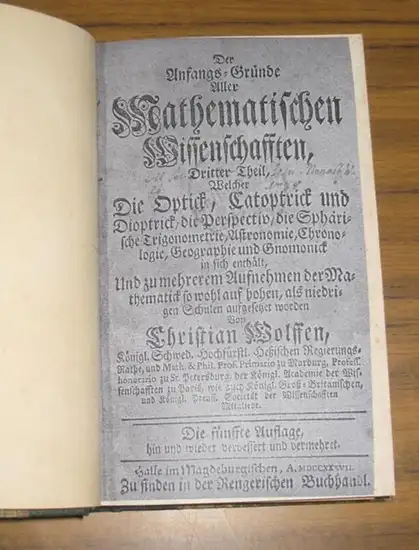 Der
Anfangs-Gründe
Aller
Mathematischen
Wissenschafften,
Dritter Theil,
Welcher
Die Optick, Catoptrick und
Dioptrick, die Perspectiv, die Sphäri-
sche Trigonometrie, Astronomie, Chrono-
logie, Geographie und Gnomonick
in sich enthält,
Und zu mehrerem Aufnehmen der Ma-
thematick so wohl auf hohen, als niedri-
gen Schulen aufgesetzet worden
Von
Christian Wolffen,
Königl. Schwed. Hochfürstl. Heßischen Regierungs-
Rathe, und Math. & Phil. Prof. Primario zu Marburg, Profess.
honorario zu St. Petersburg, der Königl. Academie der Wis-
senschafften zu Paris, wie auch Königl. Groß-Britanischen,
und Königl. Preuß. Societät der Wissenschafften
Mitgliede.
Die fünfte Auflage,
hin und wieder verbessert und vermehret.
Halle im Magdeburgischen, A. MDCCXXXVII.
Zu finden in der Rengerischen Buchhandl.